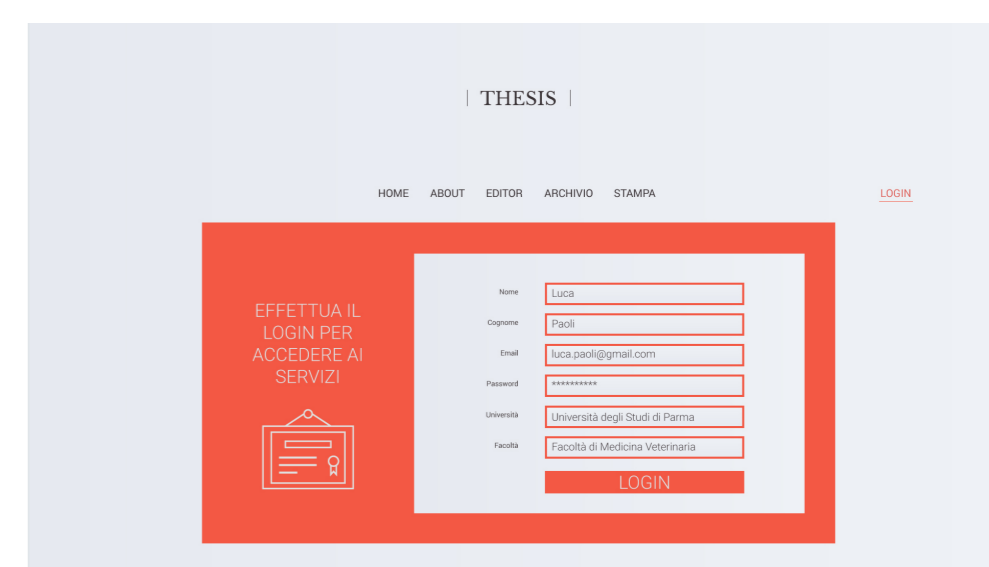 | THESIS |
HOME ABOUT EDITOR ARCHIVIO STAMPA LOGIN
EFFETTUA IL
LOGIN PER
ACCEDERE AI
SERVIZI
Nome Luca
Cognome Paoli
Email luca.paoli@gmail.com
Password **********
Università Università degli Studi di Parma
Facoltà Facoltà di Medicina Veterinaria
LOGIN